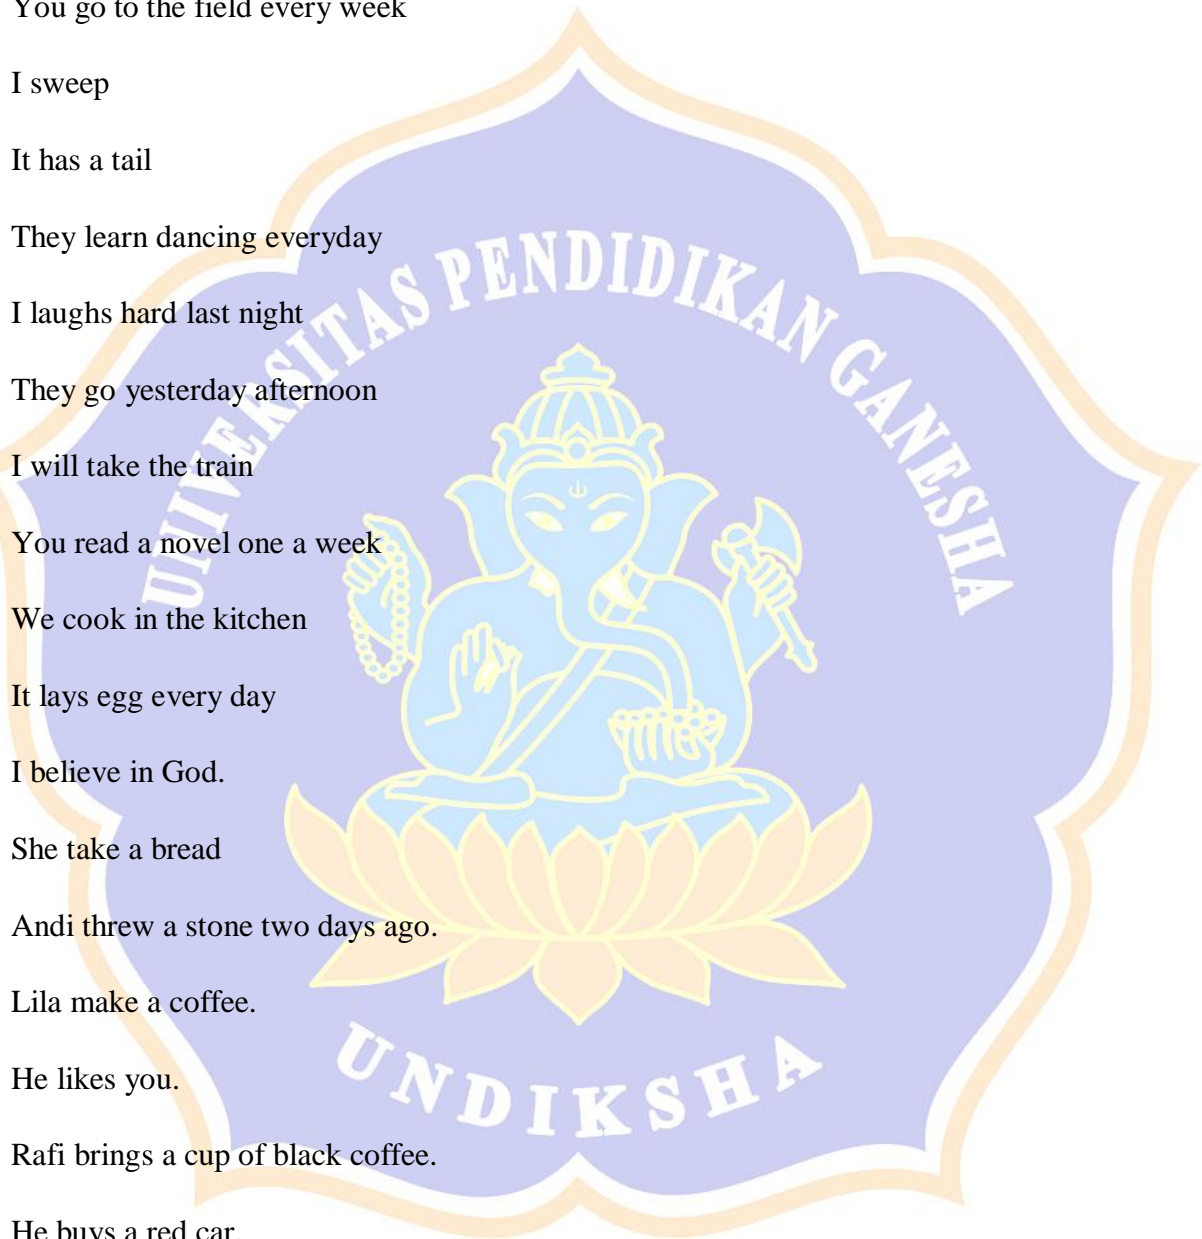 You go to the field every week
I sweep
It has a tail
They learn dancing everyday
UNIVERSITAS PENDIDIKAN GANESHA
I laughs hard last night
They go yesterday afternoon
I will take the train
You read a novel one a week
We cook in the kitchen
It lays egg every day
I believe in God.
She take a bread
Andi threw a stone two days ago.
Lila make a coffee.
UNDIKSHA
He likes you.
Rafi brings a cup of black coffee.
He buys a red car.